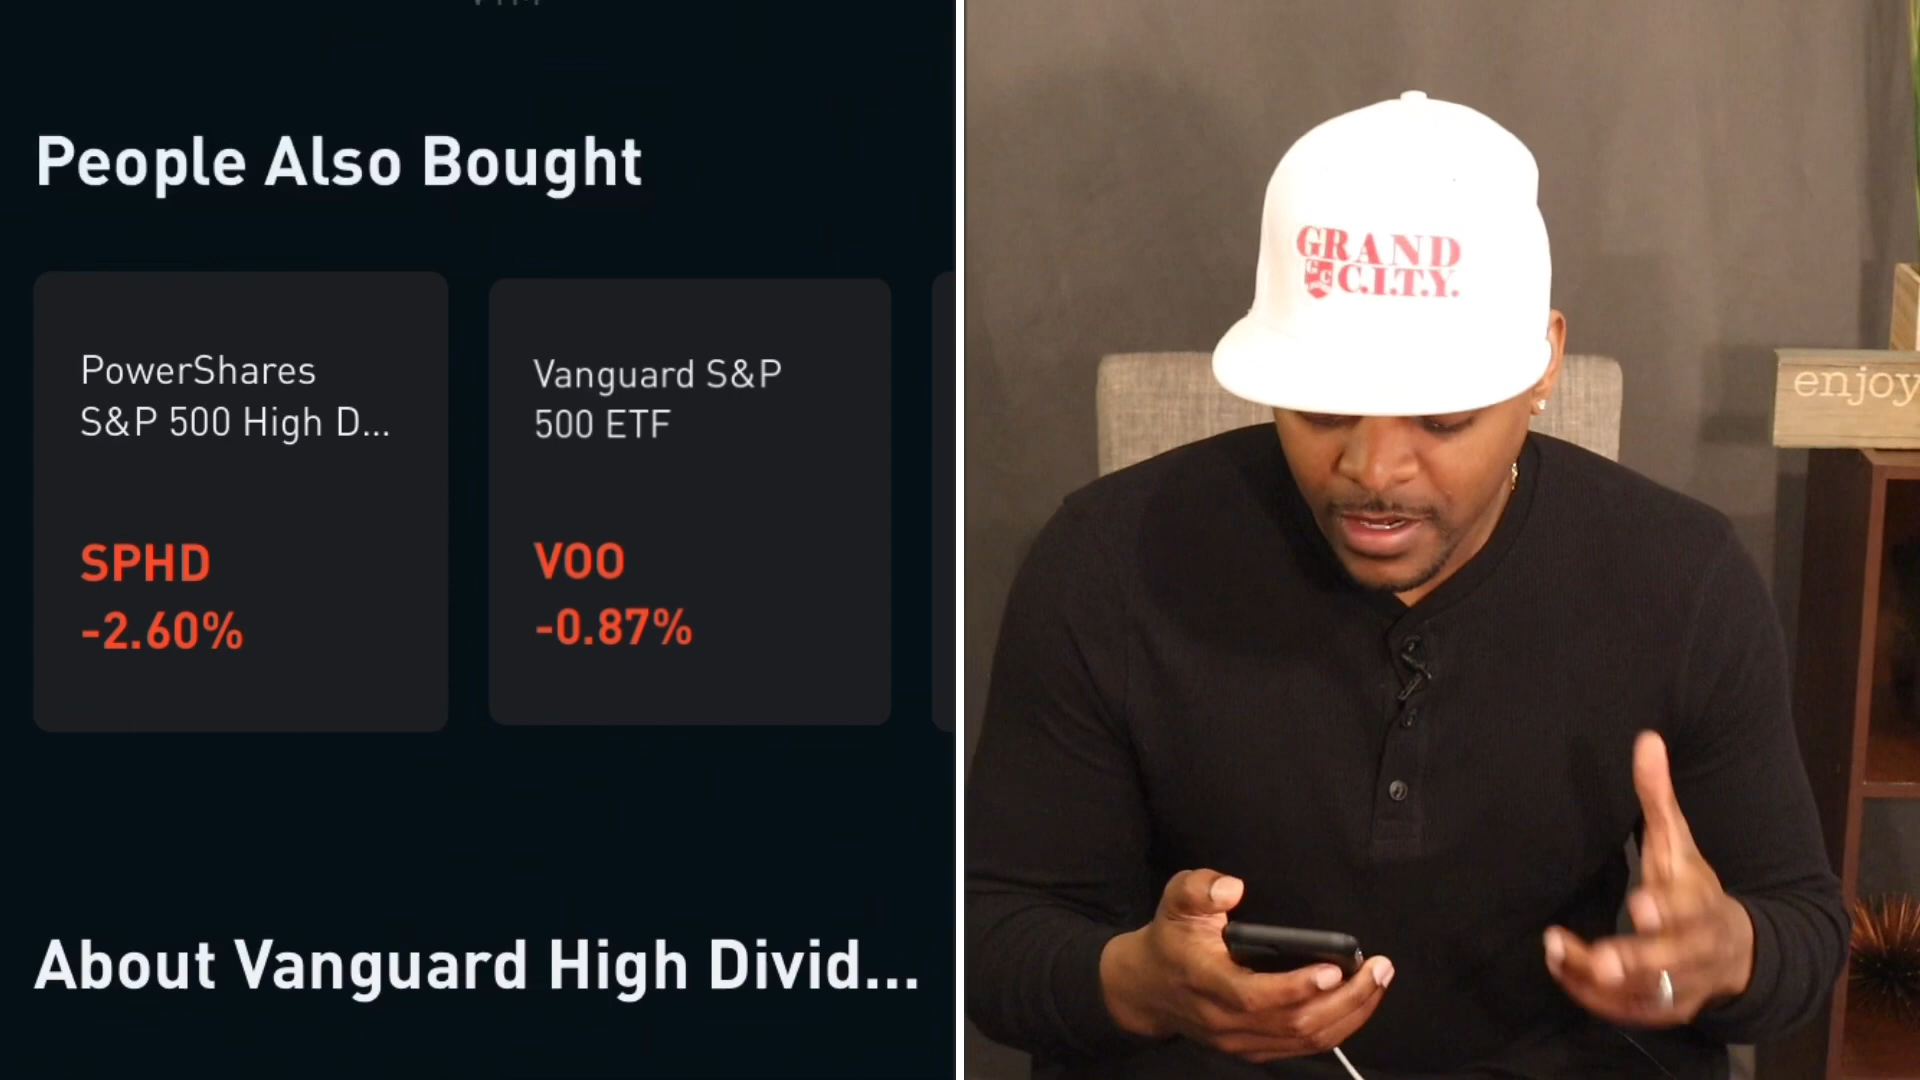 People Also Bought
PowerShares
S&P 500 High D...
SPHD
-2.60%
Vanguard S&P
500 ETF
VOO
-0.87%
About Vanguard High Divid...
GRAND
GC
C.I.T.Y.
enjoy